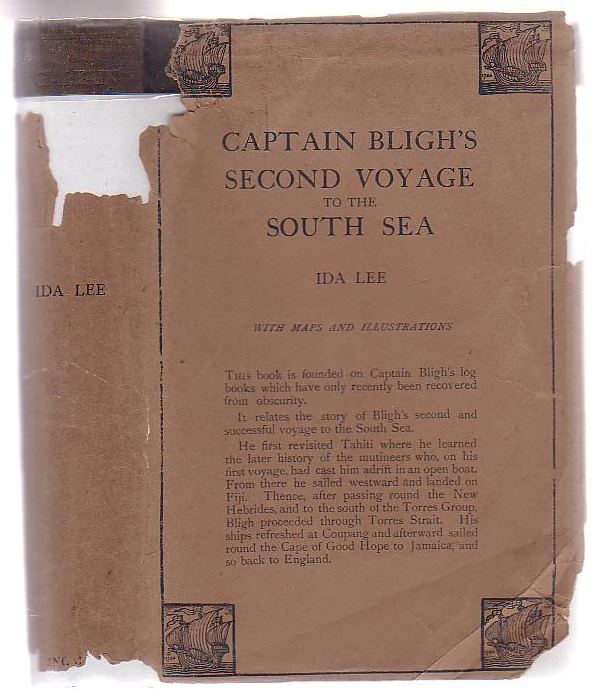 IDA LEE
CAPTAIN BLIGH'S
SECOND VOYAGE
TO THE
SOUTH SEA
IDA LEE
WITH MAPS AND ILLUSTRATIONS
This book is founded on Captain Bligh's log
books which have only recently been recovered
from obscurity.
It relates the story of Bligh's second and
successful voyage to the South Sea.
He first revisited Tahiti where he learned
the later history of the mutineers who, on his
first voyage, had cast him adrift in an open boat.
From there he sailed westward and landed on
Fiji. Thence, after passing round the New
Hebrides, and to the south of the Torres Group,
Bligh proceeded through Torres Strait. His
ships refreshed at Coupang and afterward sailed
round the Cape of Good Hope to Jamaica, and
so back to England.